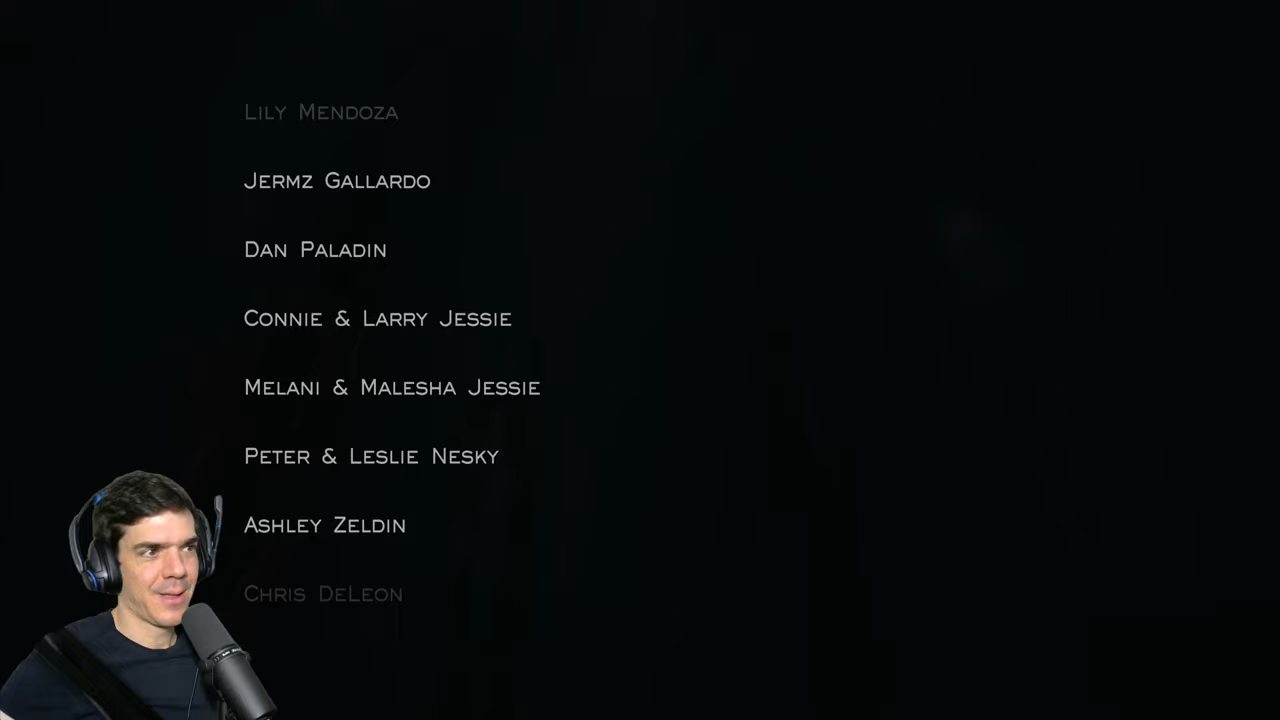 Lily Mendoza
Jermz Gallardo
Dan Paladin
Connie & Larry Jessie
Melani & Malesha Jessie
Peter & Leslie Nesky
Ashley Zeldin
Chris DeLeon